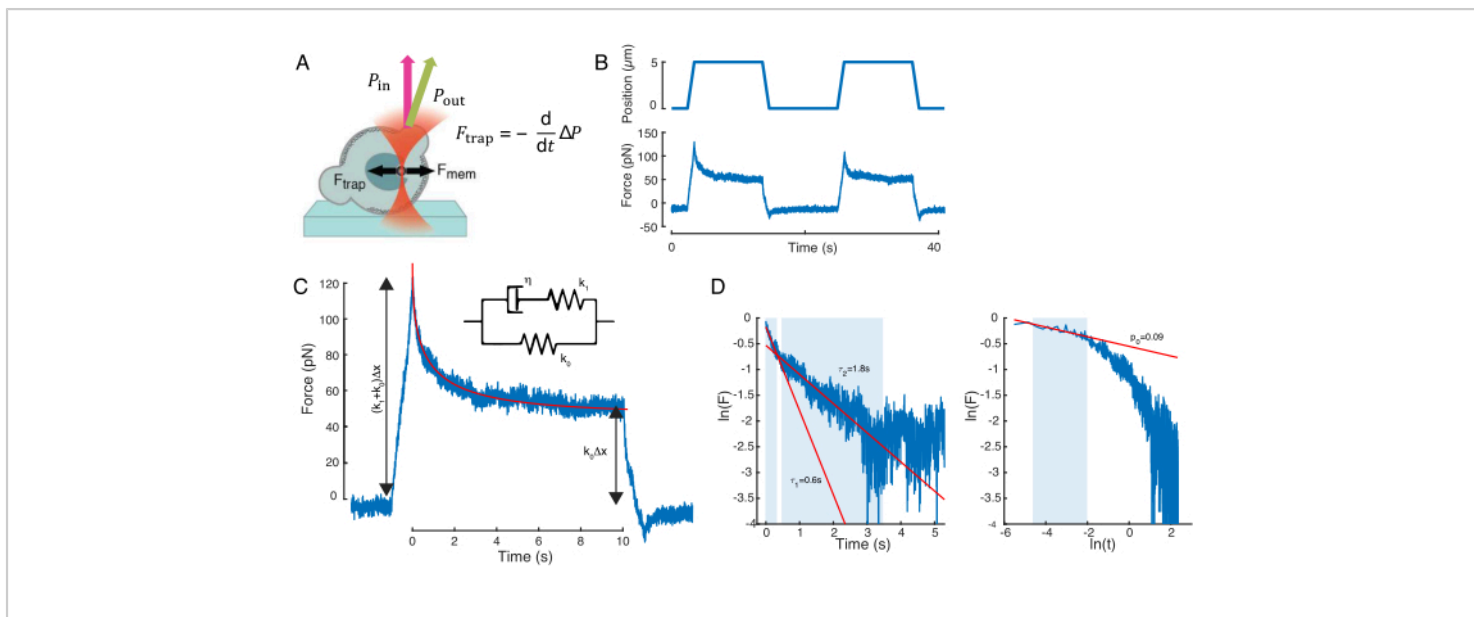 A
P_in
P_out
F_trap = − d/dt ΔP
F_trap
F_mem
B
Position (µm)
5
0
Force (pN)
150
100
50
0
-50
0
40
Time (s)
C
Force (pN)
120
100
80
60
40
20
0
(k_1+k_0)Δx
η
k_1
k_0
k_0Δx
0
2
4
6
8
10
Time (s)
D
ln(F)
0
-0.5
-1
-1.5
-2
-2.5
-3
-3.5
-4
τ_2=1.8s
τ_1=0.6s
0
1
2
3
4
5
Time (s)
ln(F)
0
-0.5
-1
-1.5
-2
-2.5
-3
-3.5
-4
p_0=0.09
-6
-4
-2
0
2
ln(t)